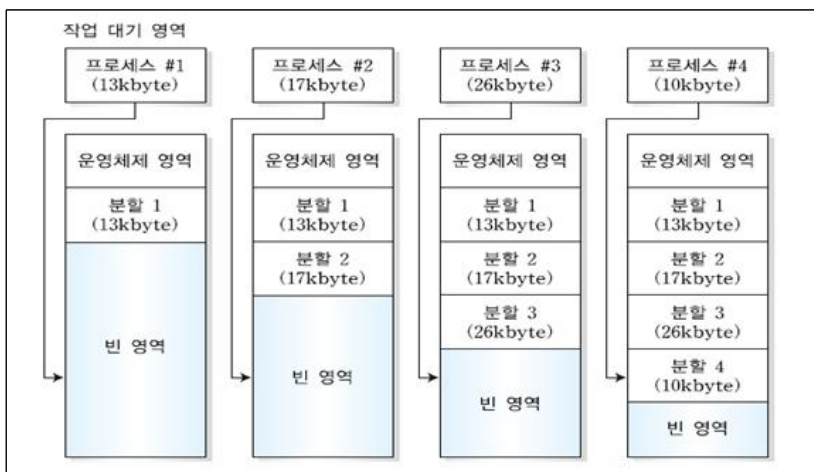 작업 대기 영역
프로세스 #1
(13kbyte)
프로세스 #2
(17kbyte)
프로세스 #3
(26kbyte)
프로세스 #4
(10kbyte)
운영체제 영역
분할 1
(13kbyte)
빈 영역
운영체제 영역
분할 1
(13kbyte)
분할 2
(17kbyte)
빈 영역
운영체제 영역
분할 1
(13kbyte)
분할 2
(17kbyte)
분할 3
(26kbyte)
빈 영역
운영체제 영역
분할 1
(13kbyte)
분할 2
(17kbyte)
분할 3
(26kbyte)
분할 4
(10kbyte)
빈 영역